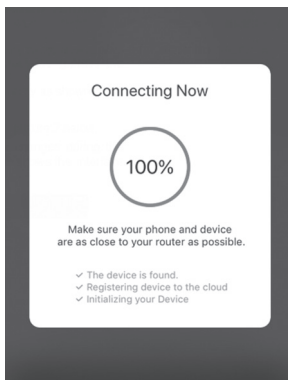 Connecting Now
100%
Make sure your phone and device
are as close to your router as possible.
✓ The device is found.
✓ Registering device to the cloud
✓ Initializing your Device